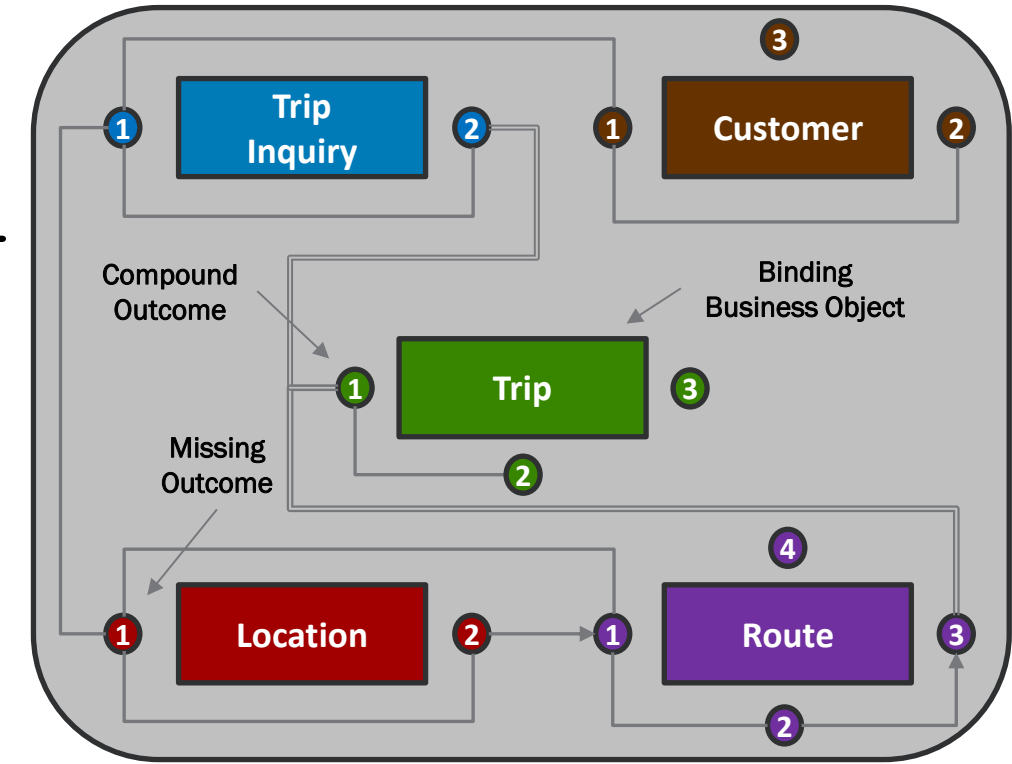 3
Trip
Inquiry
1
2
1
Customer
2
Compound
Outcome
Binding
Business Object
1
Trip
3
2
Missing
Outcome
4
1
Location
2
1
Route
3
2